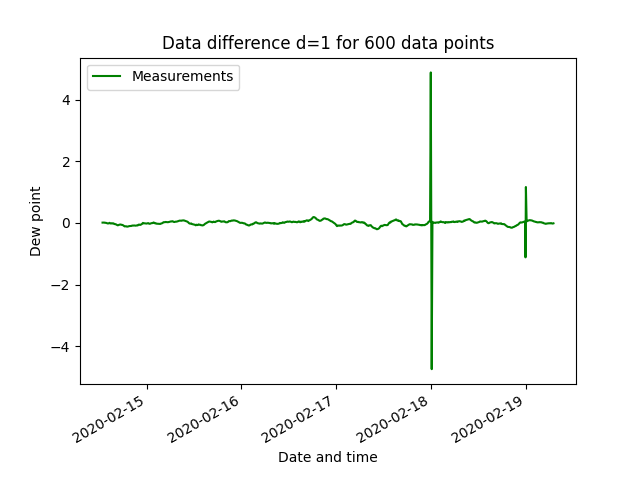 Data difference d=1 for 600 data points
Measurements
Dew point
4
2
0
−2
−4
2020-02-15
2020-02-16
2020-02-17
2020-02-18
2020-02-19
Date and time